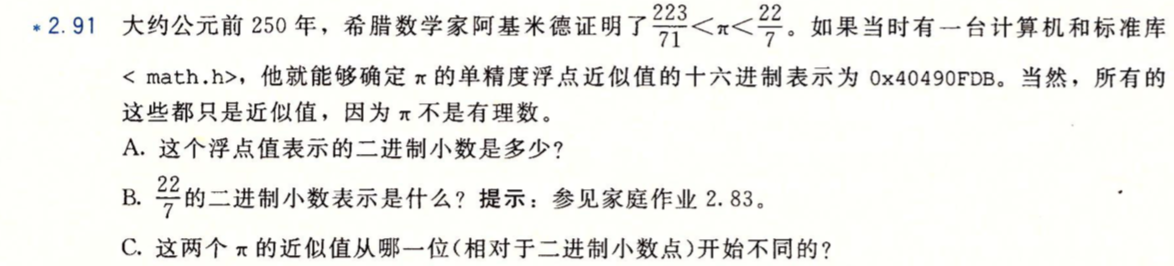 *2.91 大约公元前 250 年，希腊数学家阿基米德证明了 223/71 < π < 22/7。如果当时有一台计算机和标准库
< math.h>，他就能够确定 π 的单精度浮点近似值的十六进制表示为 0x40490FDB。当然，所有的
这些都只是近似值，因为 π 不是有理数。
A. 这个浮点值表示的二进制小数是多少？
B. 22/7 的二进制小数表示是什么？提示：参见家庭作业 2.83。
C. 这两个 π 的近似值从哪一位(相对于二进制小数点)开始不同的？